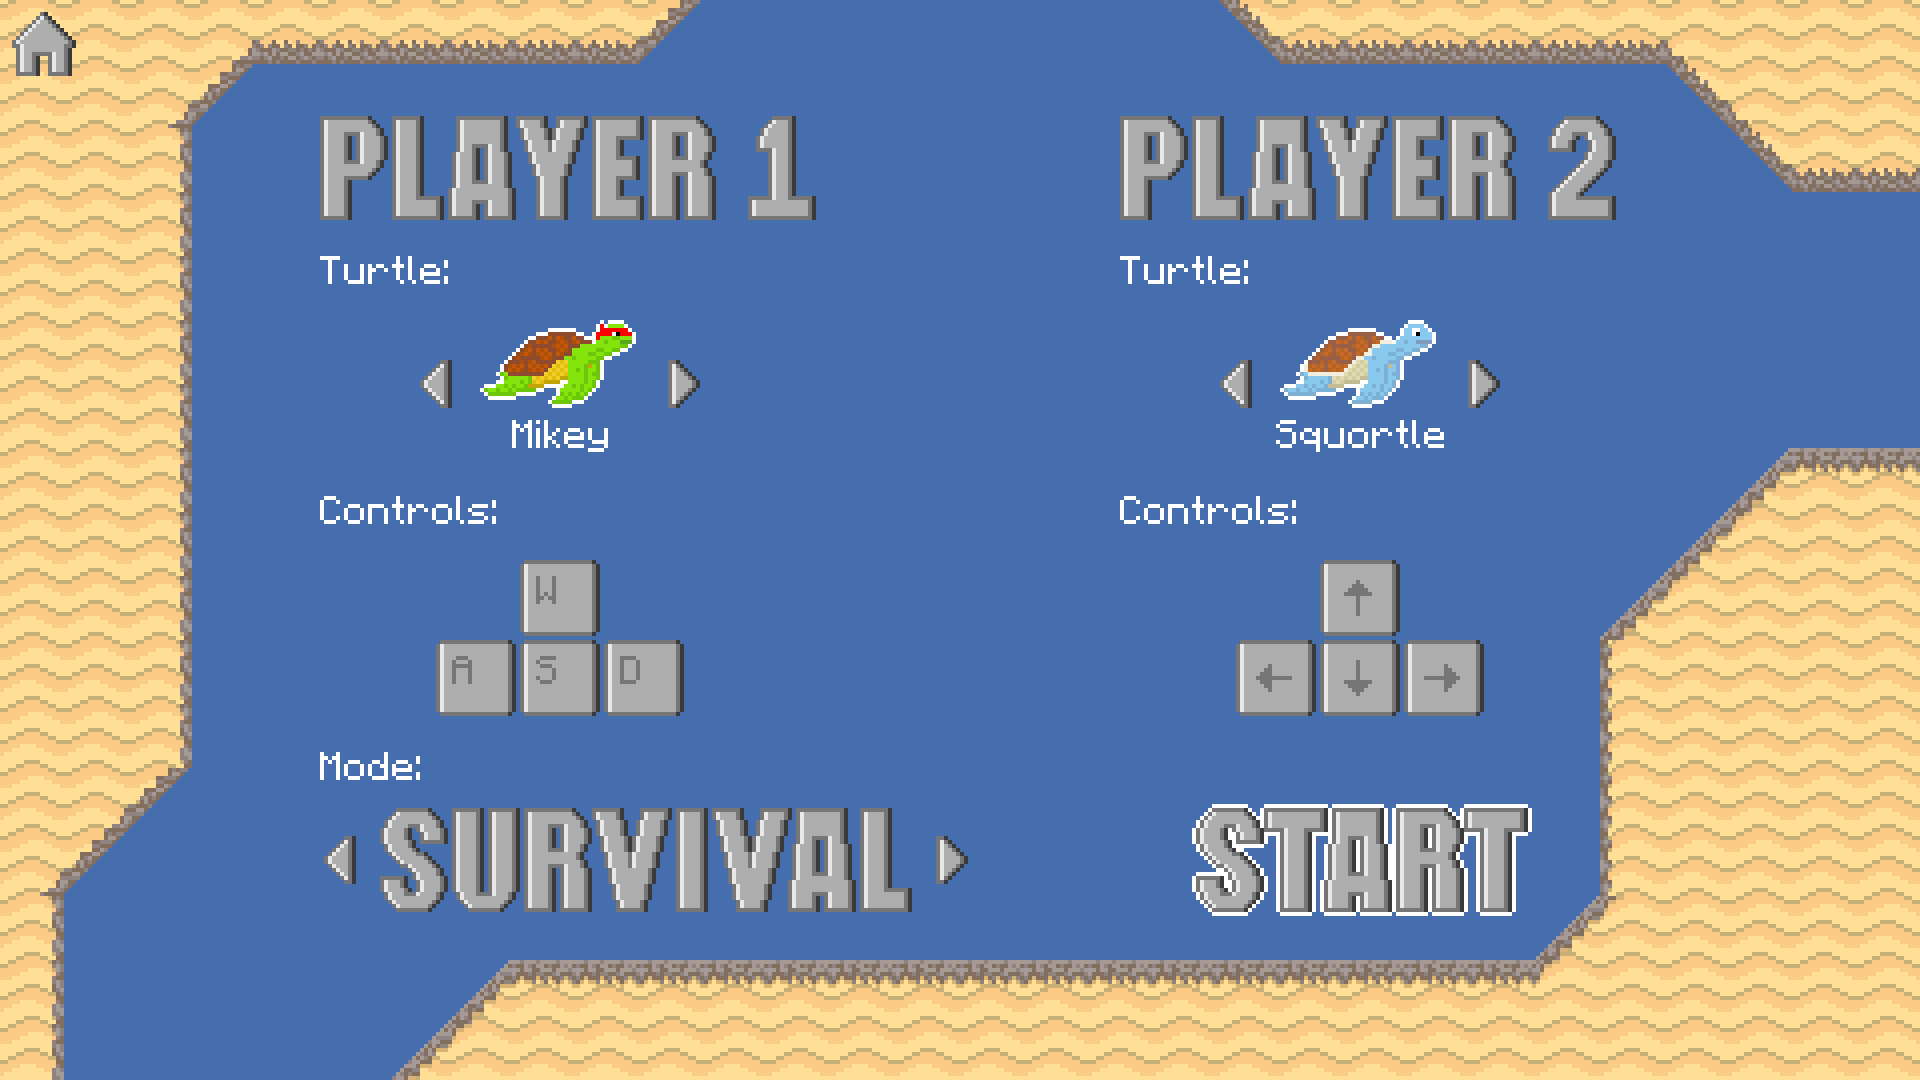 PLAYER 1
PLAYER 2
Turtle:
Turtle:
Mikey
Squortle
Controls:
Controls:
W
↑
A S D
← ↓ →
Mode:
SURVIVAL
START